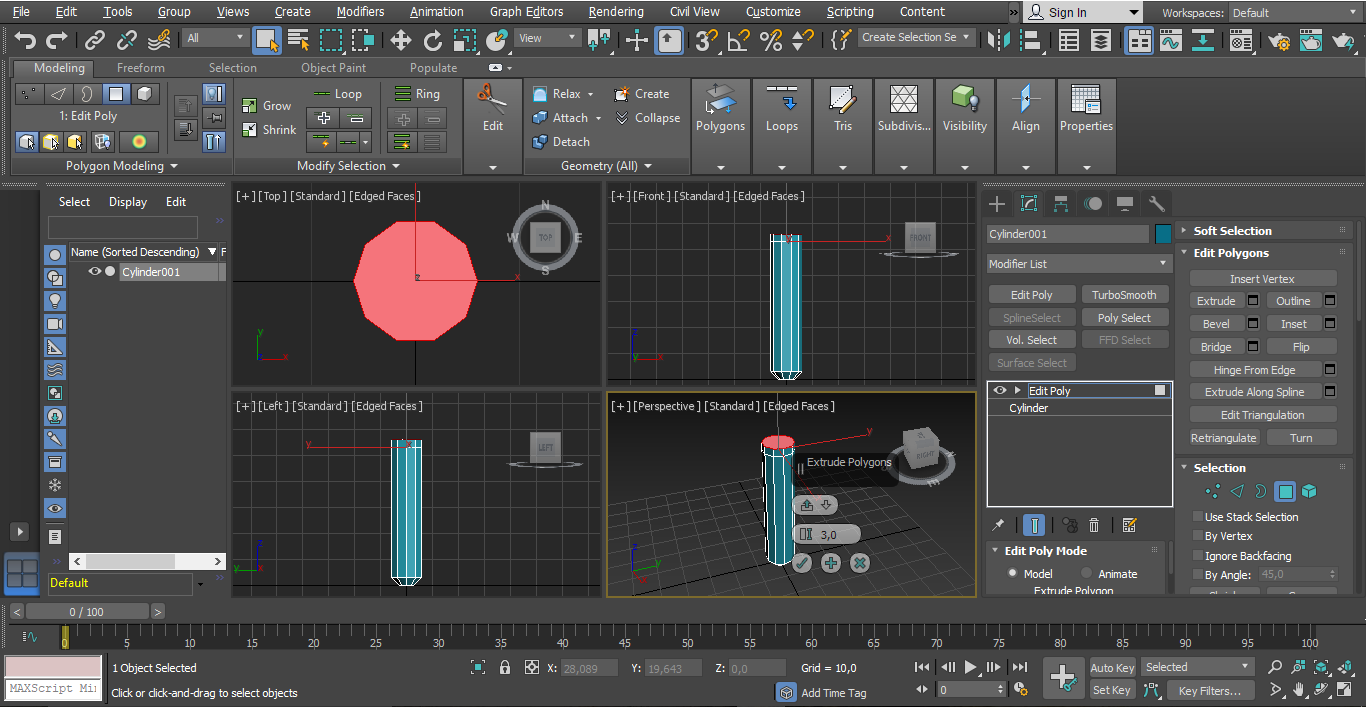 File Edit Tools Group Views Create Modifiers Animation Graph Editors Rendering Civil View Customize Scripting Content » Sign In Workspaces: Default
All View Create Selection Se
Modeling Freeform Selection Object Paint Populate
1: Edit Poly
Polygon Modeling
Grow
Shrink
Loop
Ring
Modify Selection
Edit
Relax
Create
Attach
Collapse
Detach
Geometry (All)
Polygons
Loops
Tris
Subdivis...
Visibility
Align
Properties
Select Display Edit
Name (Sorted Descending) F
Cylinder001
Default
[+] [Top] [Standard] [Edged Faces]
N
W TOP E
S
x
y
x
[+] [Front] [Standard] [Edged Faces]
FRONT
x
z
y x
[+] [Left] [Standard] [Edged Faces]
LEFT
y
z
y x
[+] [Perspective] [Standard] [Edged Faces]
y
RIGHT
Extrude Polygons
3,0
z
y
Cylinder001
Modifier List
Edit Poly TurboSmooth
SplineSelect Poly Select
Vol. Select FFD Select
Surface Select
Edit Poly
Cylinder
Edit Poly Mode
Model Animate
Extrude Polygon
Soft Selection
Edit Polygons
Insert Vertex
Extrude Outline
Bevel Inset
Bridge Flip
Hinge From Edge
Extrude Along Spline
Edit Triangulation
Retriangulate Turn
Selection
Use Stack Selection
By Vertex
Ignore Backfacing
By Angle: 45,0
< 0 / 100 >
0 5 10 15 20 25 30 35 40 45 50 55 60 65 70 75 80 85 90 95 100
1 Object Selected
X: 28,089 Y: 19,643 Z: 0,0 Grid = 10,0
Auto Key Selected
MAXScript Mi
Click or click-and-drag to select objects
Add Time Tag
0
Set Key Key Filters...